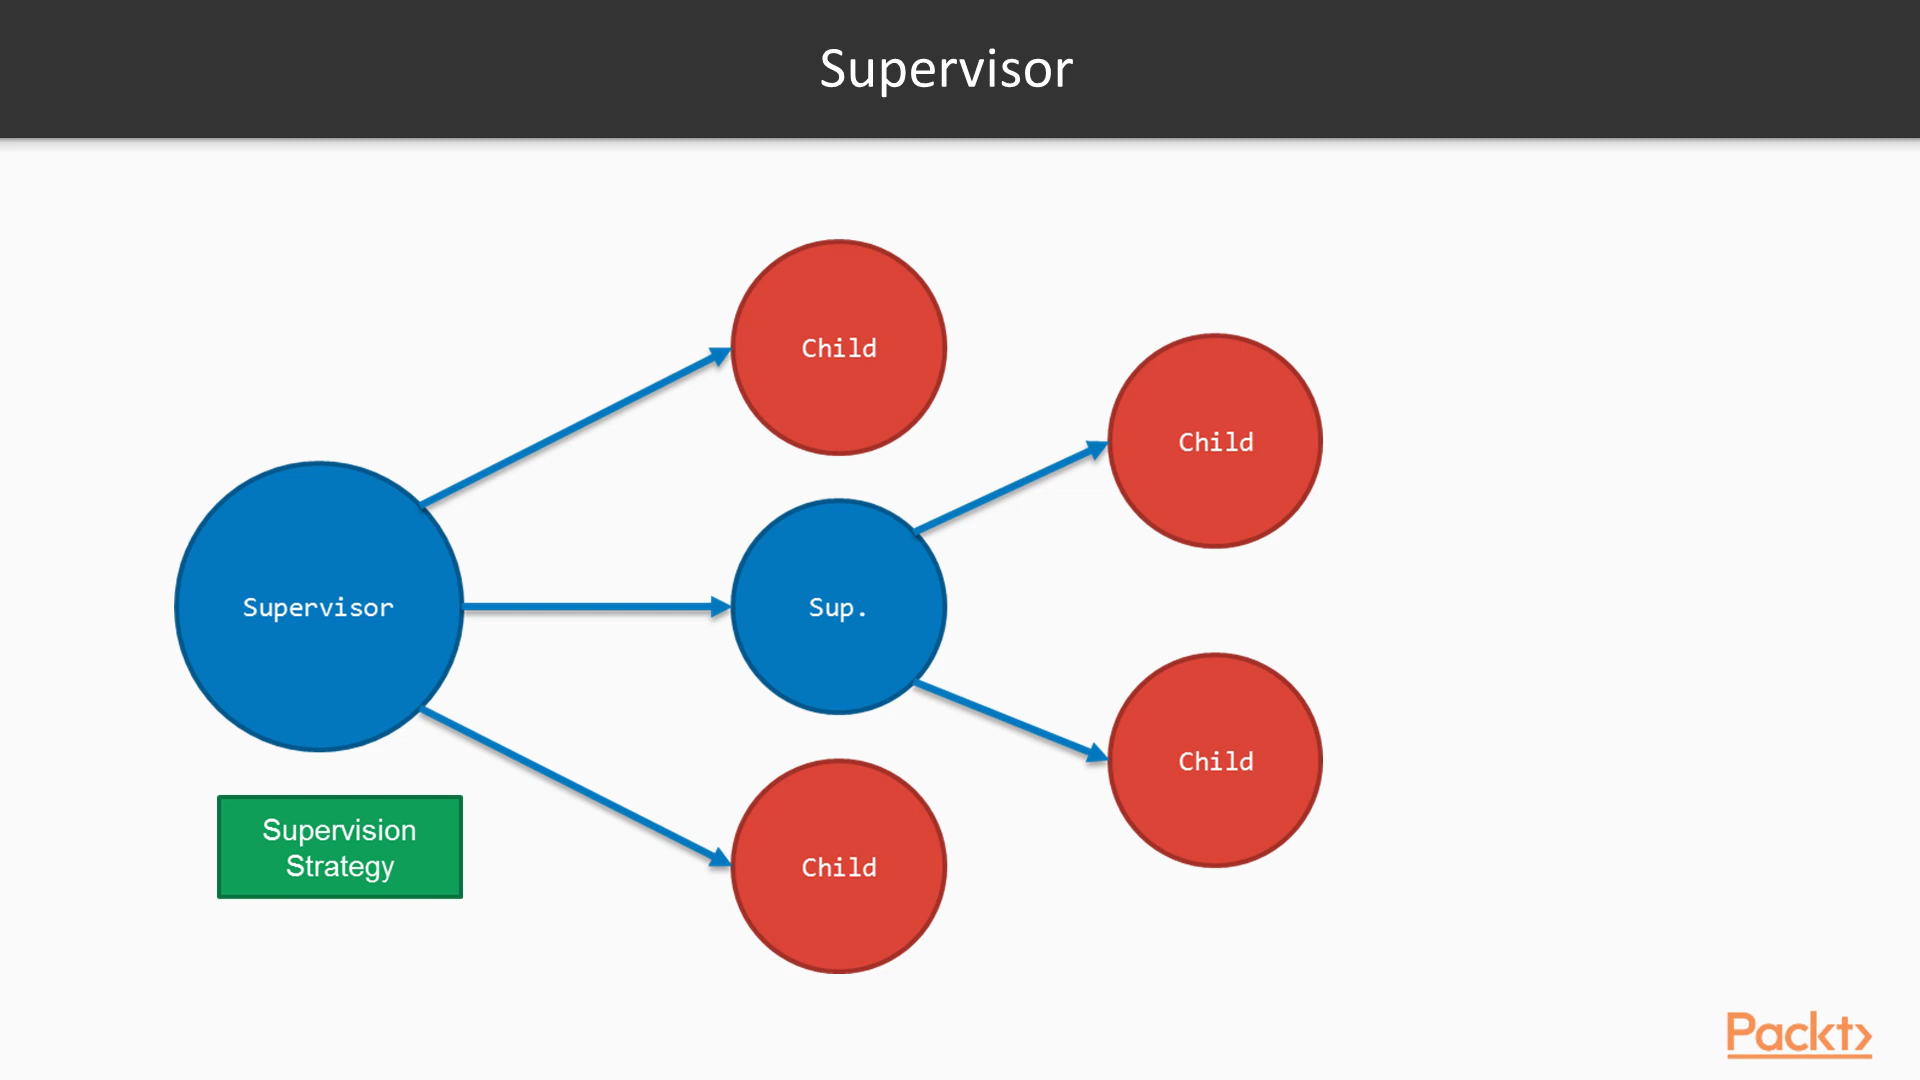 Supervisor
Child
Child
Supervisor
Sup.
Child
Supervision
Strategy
Child
Packt